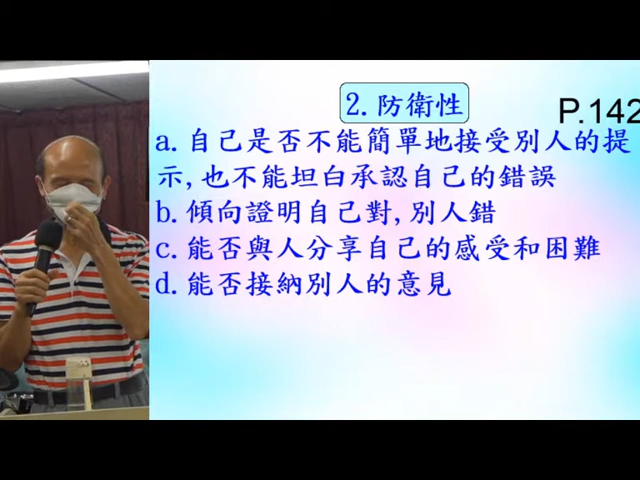 2.防衛性
P.142
a.自己是否不能簡單地接受別人的提
示,也不能坦白承認自己的錯誤
b.傾向證明自己對,別人錯
c.能否與人分享自己的感受和困難
d.能否接納別人的意見